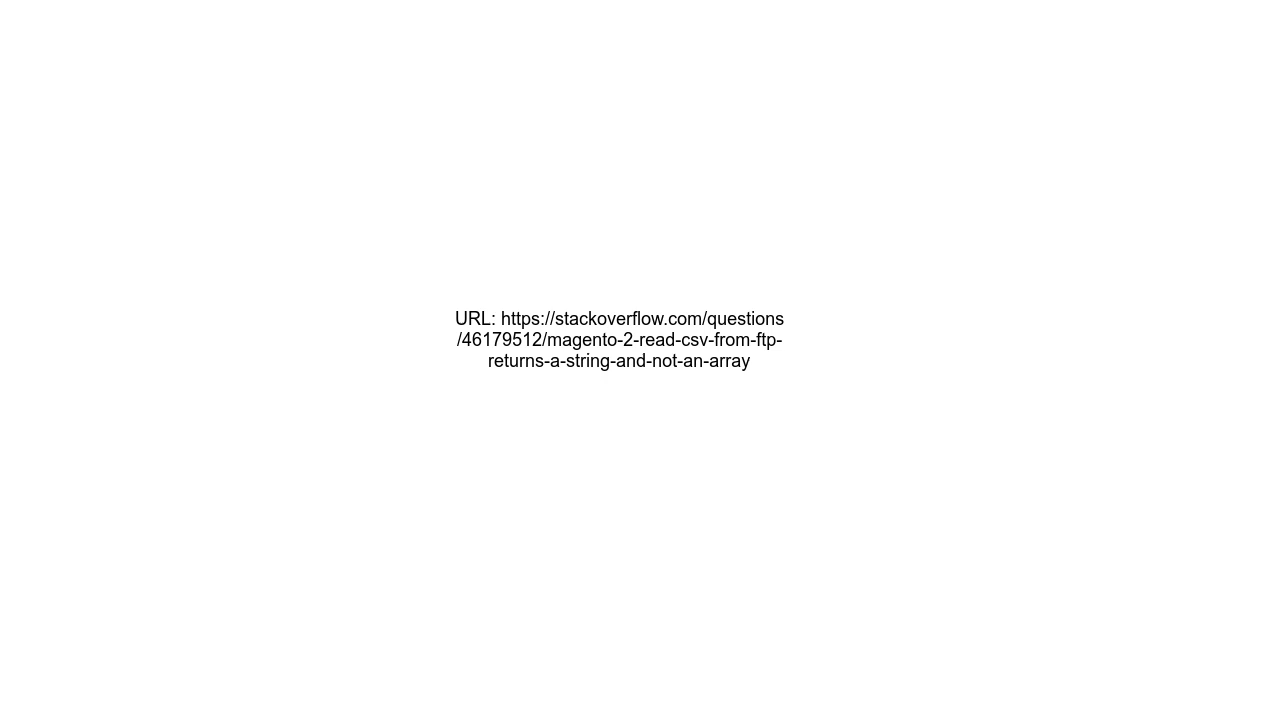 URL: https://stackoverflow.com/questions
/46179512/magento-2-read-csv-from-ftp-
returns-a-string-and-not-an-array